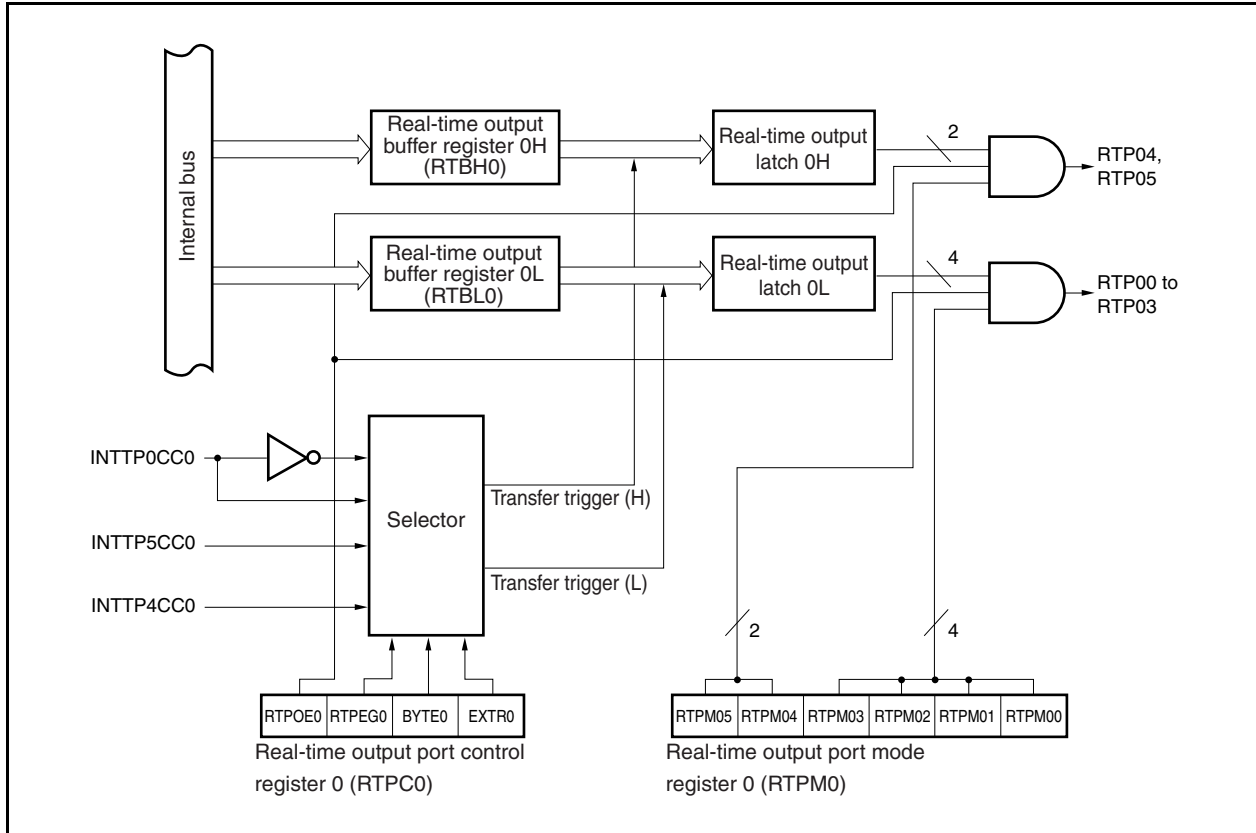 Internal bus
Real-time output
buffer register 0H
(RTBH0)
Real-time output
latch 0H
2
RTP04,
RTP05
Real-time output
buffer register 0L
(RTBL0)
Real-time output
latch 0L
4
RTP00 to
RTP03
INTTP0CC0
INTTP5CC0
INTTP4CC0
Selector
Transfer trigger (H)
Transfer trigger (L)
2
4
RTPOE0 RTPEG0 BYTE0 EXTR0
Real-time output port control
register 0 (RTPC0)
RTPM05 RTPM04 RTPM03 RTPM02 RTPM01 RTPM00
Real-time output port mode
register 0 (RTPM0)